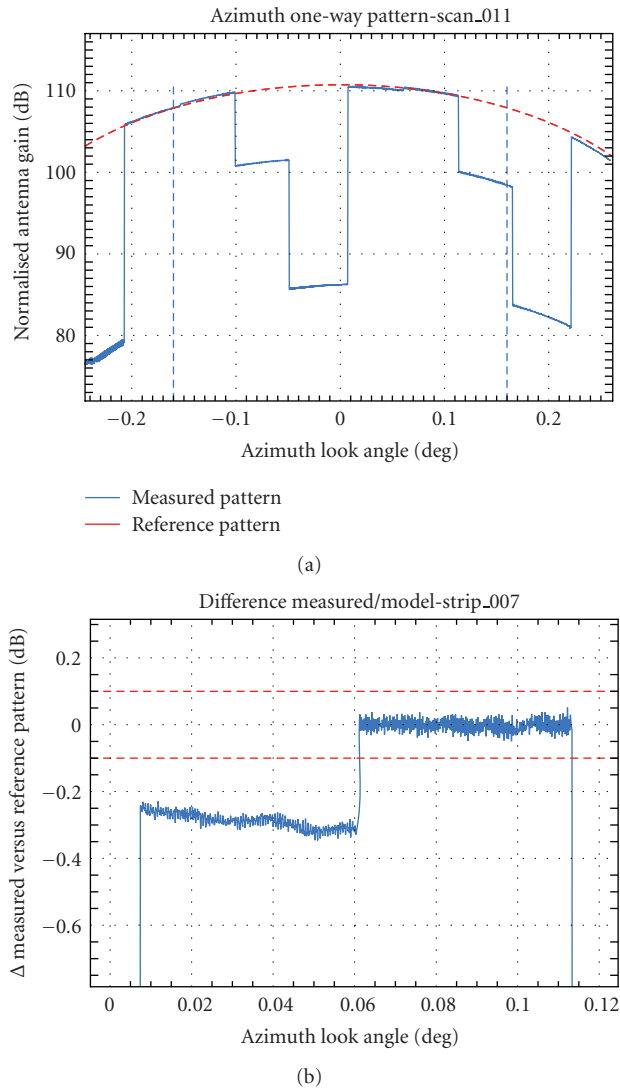 Azimuth one-way pattern-scan_011
Normalised antenna gain (dB)
110
100
90
80
−0.2
−0.1
0
0.1
0.2
Azimuth look angle (deg)
Measured pattern
Reference pattern
(a)
Difference measured/model-strip_007
Δ measured versus reference pattern (dB)
0.2
0
−0.2
−0.4
−0.6
0
0.02
0.04
0.06
0.08
0.1
0.12
Azimuth look angle (deg)
(b)